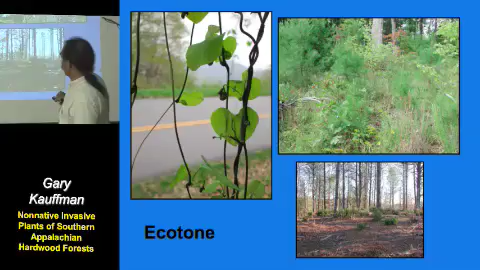 Gary
Kauffman
Nonnative Invasive
Plants of Southern
Appalachian
Hardwood Forests
Ecotone